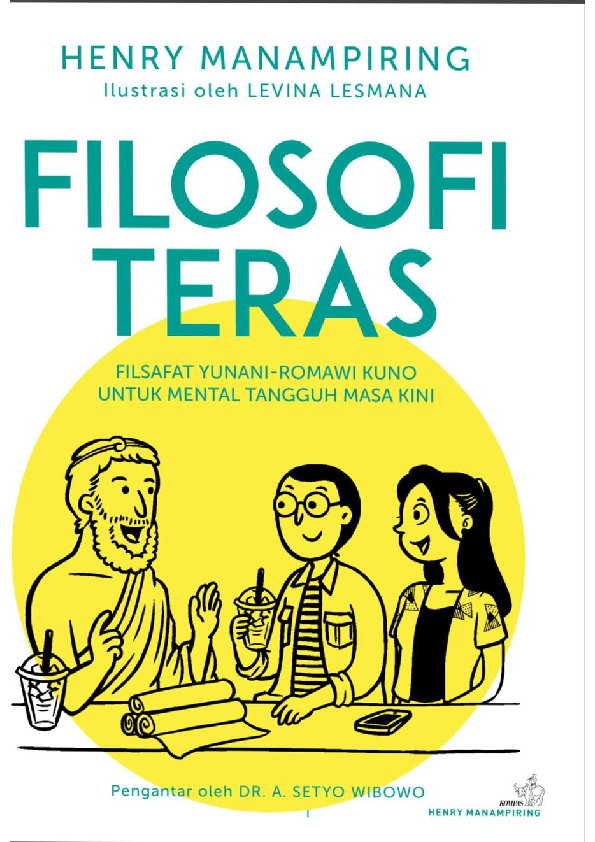 HENRY MANAMPIRING
Ilustrasi oleh LEVINA LESMANA
FILOSOFI
TERAS
FILSAFAT YUNANI-ROMAWI KUNO
UNTUK MENTAL TANGGUH MASA KINI
Pengantar oleh DR. A. SETYO WIBOWO
I
HENRY MANAMPIRING